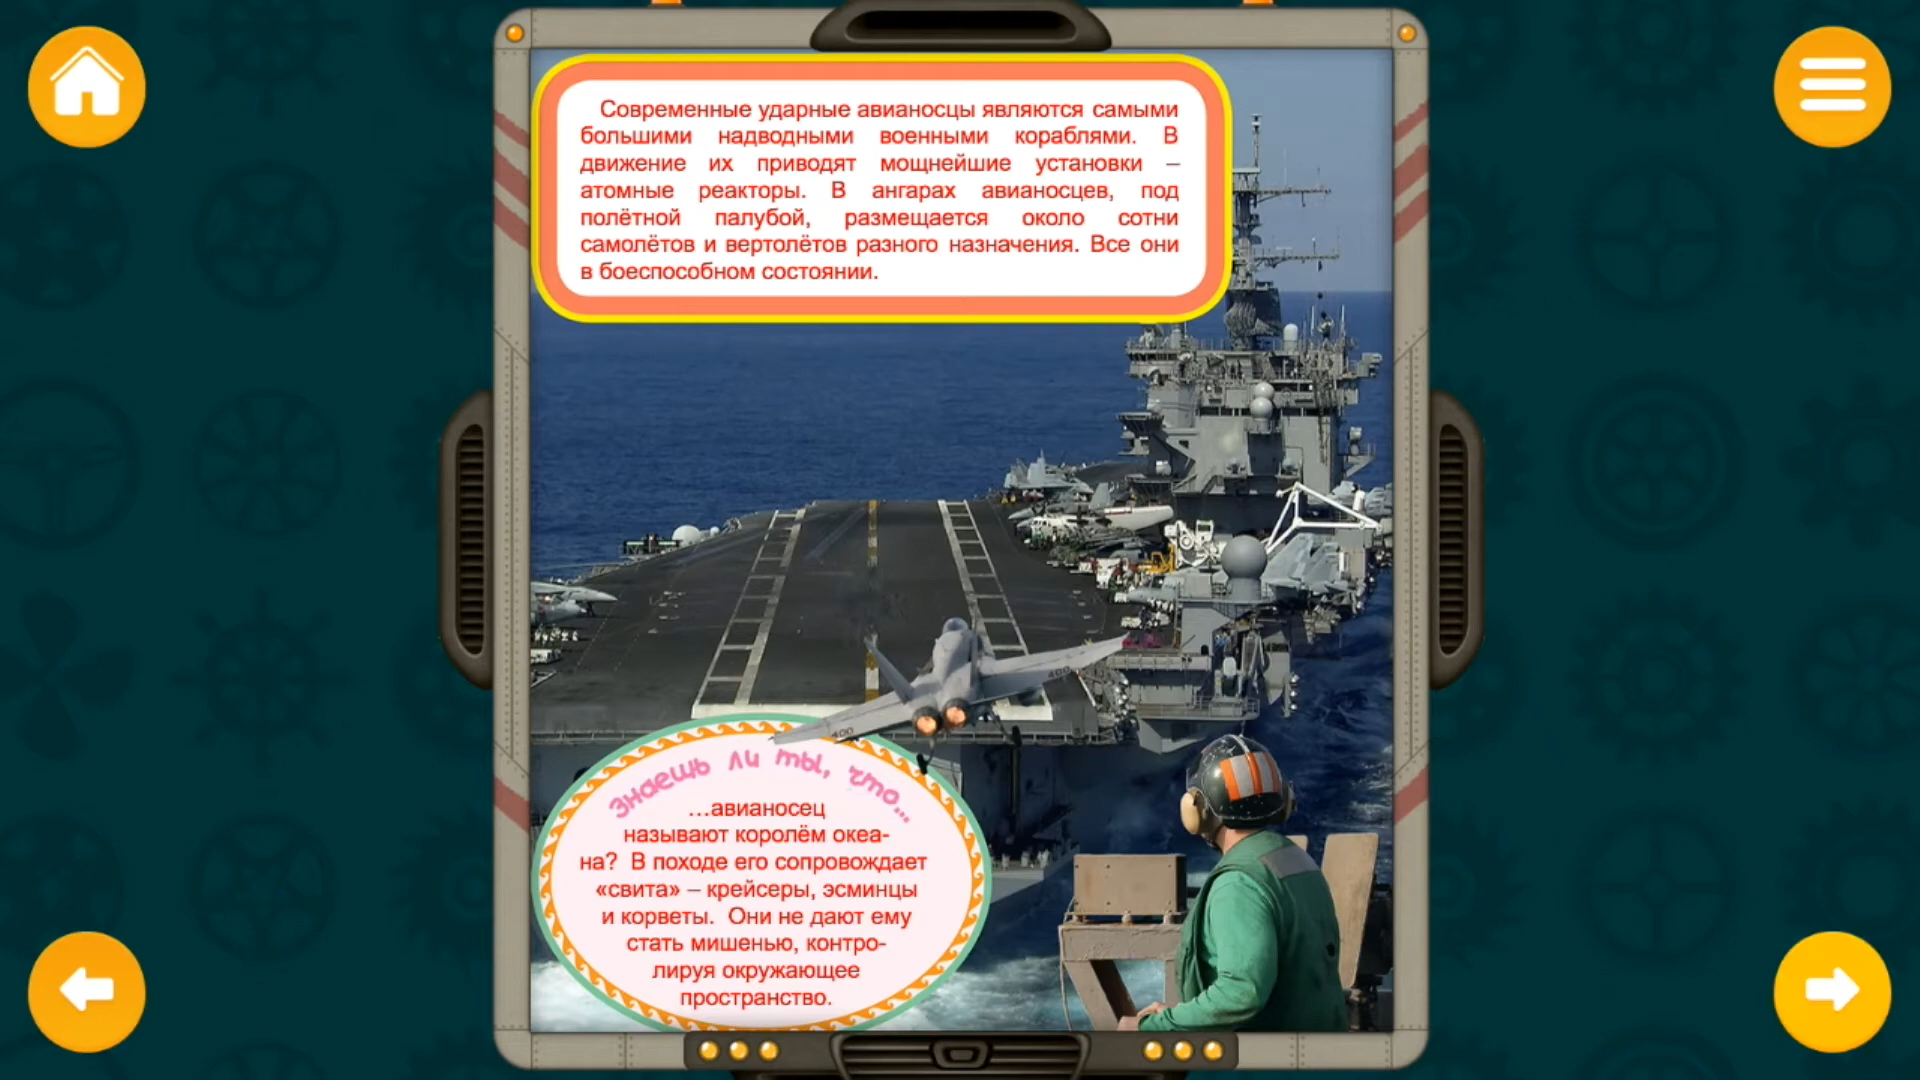 Современные ударные авианосцы являются самыми
большими надводными военными кораблями. В
движение их приводят мощнейшие установки –
атомные реакторы. В ангарах авианосцев, под
полётной палубой, размещается около сотни
самолётов и вертолётов разного назначения. Все они
в боеспособном состоянии.
400
400
Знаешь ли ты, что...
...авианосец
называют королём океа-
на? В походе его сопровождает
«свита» – крейсеры, эсминцы
и корветы. Они не дают ему
стать мишенью, контро-
лируя окружающее
пространство.